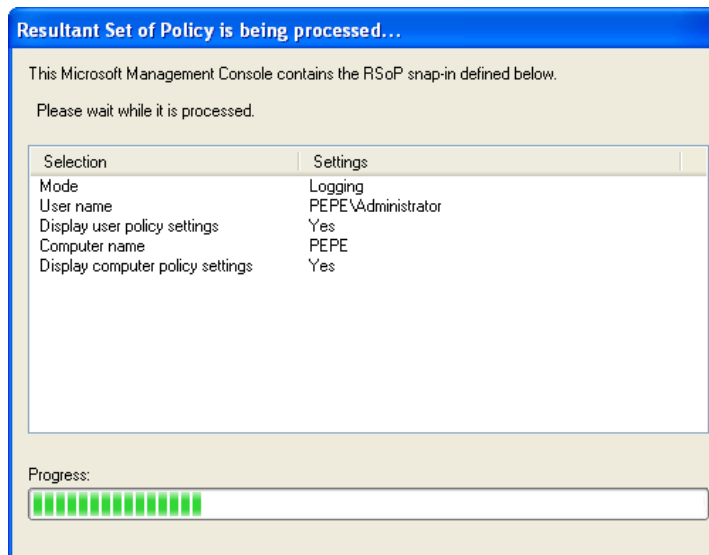 Resultant Set of Policy is being processed...
This Microsoft Management Console contains the RSoP snap-in defined below.
Please wait while it is processed.
Selection Settings
Mode Logging
User name PEPE\Administrator
Display user policy settings Yes
Computer name PEPE
Display computer policy settings Yes
Progress: